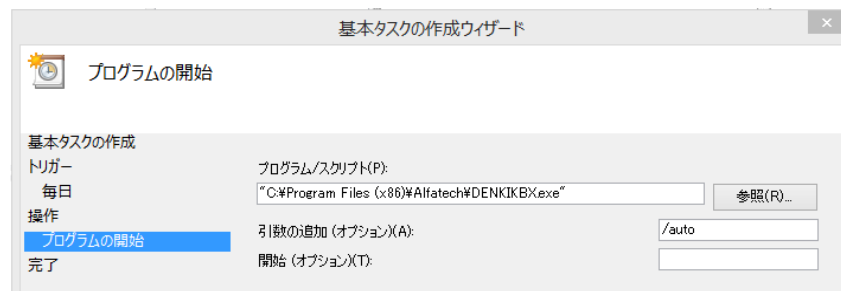 基本タスクの作成ウィザード
プログラムの開始
基本タスクの作成
トリガー
プログラム/スクリプト(P):
毎日
"C:¥Program Files (x86)¥Alfatech¥DENKIKBX.exe"
参照(R)...
操作
引数の追加 (オプション)(A):
/auto
プログラムの開始
開始 (オプション)(T):
完了